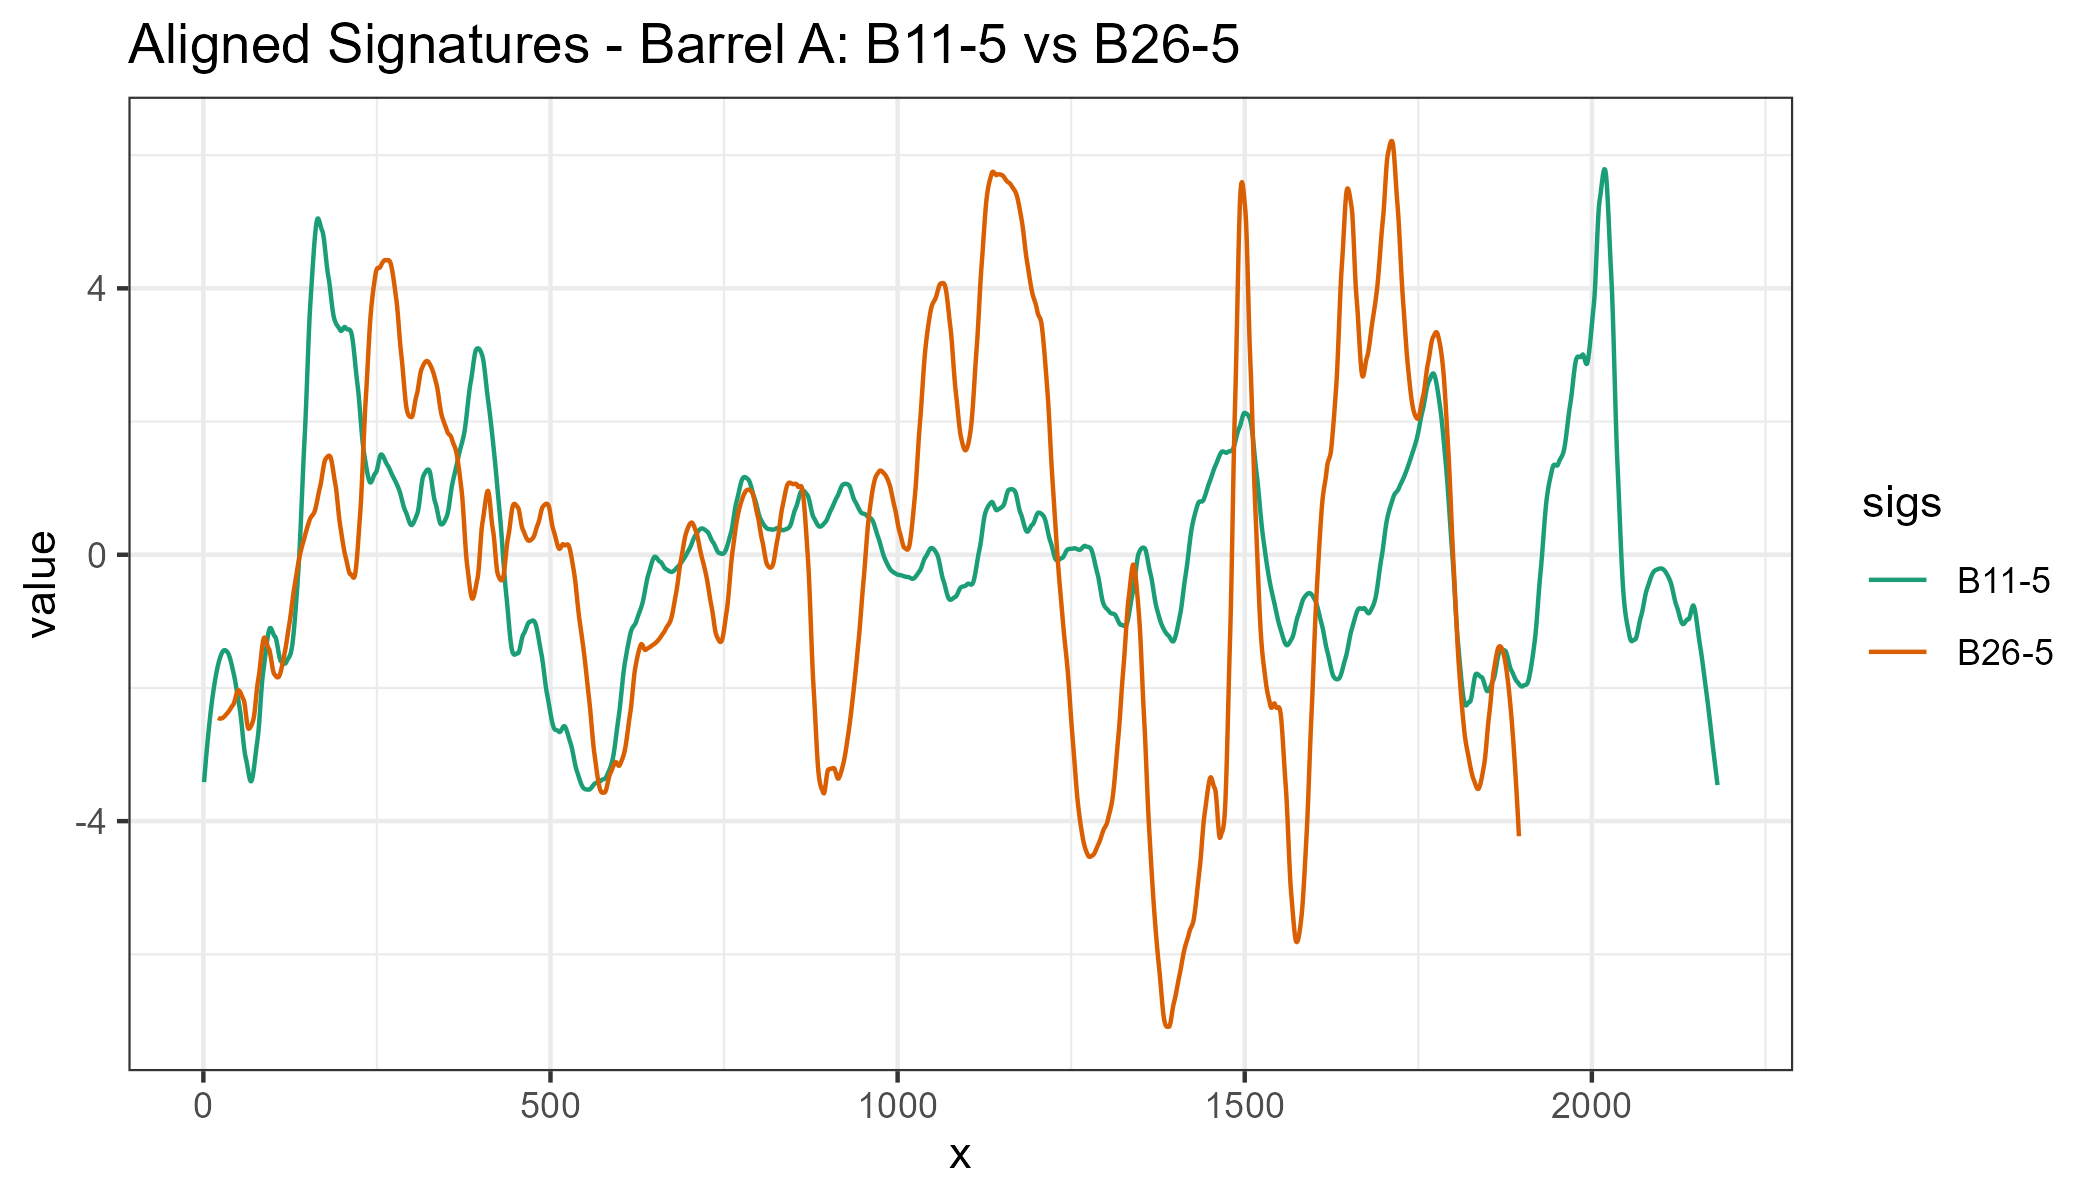 Aligned Signatures - Barrel A: B11-5 vs B26-5
value
4
0
-4
0 500 1000 1500 2000
x
sigs
B11-5
B26-5